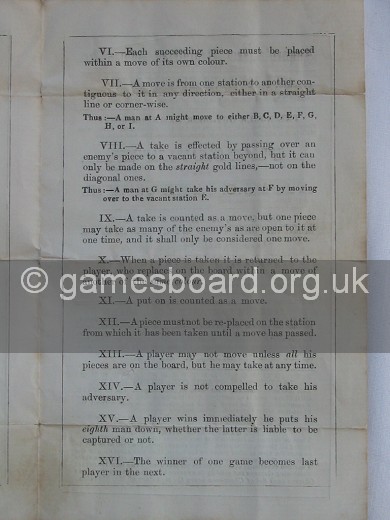 VI.—Each succeeding piece must be placed
within a move of its own colour.
VII.—A move is from one station to another con-
tiguous to it in any direction, either in a straight
line or corner-wise.
Thus :—A man at A might move to either B, C, D, E, F, G,
H, or I.
VIII.—A take is effected by passing over an
enemy's piece to a vacant station beyond, but it can
only be made on the straight gold lines,—not on the
diagonal ones.
Thus :—A man at G might take his adversary at F by moving
over to the vacant station E.
IX.—A take is counted as a move, but one piece
may take as many of the enemy's as are open to it at
one time, and it shall only be considered one move.
X.—When a piece is taken it is returned to the
player, who replaces on the board within a move of
another of the same colour.
© gamesboard.org.uk
XI.—A put on is counted as a move.
XII.—A piece must not be re-placed on the station
from which it has been taken until a move has passed.
XIII.—A player may not move unless all his
pieces are on the board, but he may take at any time.
XIV.—A player is not compelled to take his
adversary.
XV.—A player wins immediately he puts his
eighth man down, whether the latter is liable to be
captured or not.
XVI.—The winner of one game becomes last
player in the next.